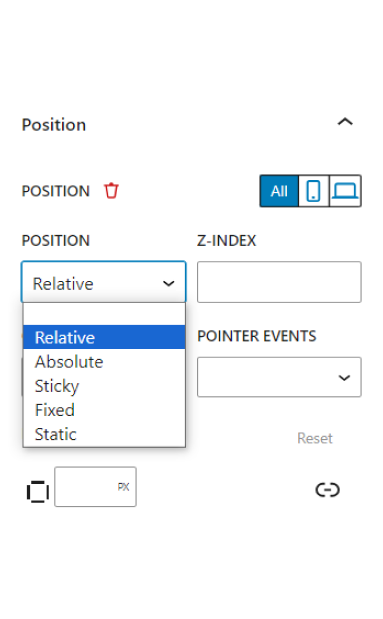 Position
POSITION
All
POSITION
Z-INDEX
Relative
Relative
Absolute
Sticky
Fixed
Static
POINTER EVENTS
Reset
PX